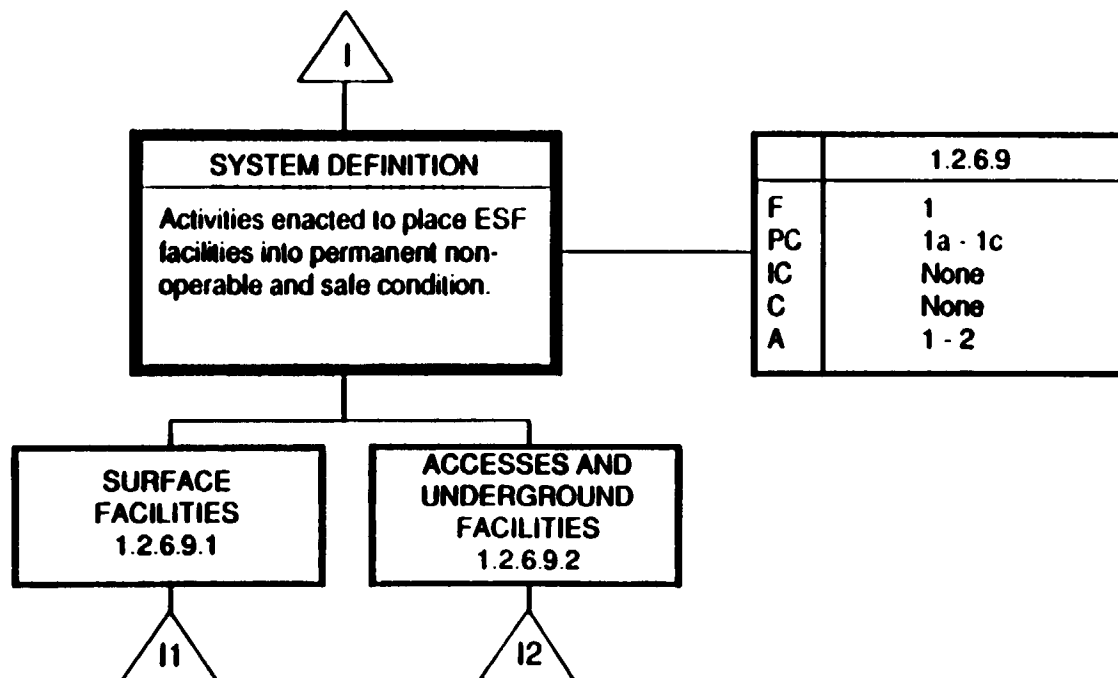 I
SYSTEM DEFINITION
Activities enacted to place ESF
facilities into permanent non-
operable and safe condition.
1.2.6.9
F 1
PC 1a - 1c
IC None
C None
A 1 - 2
SURFACE
FACILITIES
1.2.6.9.1
ACCESSES AND
UNDERGROUND
FACILITIES
1.2.6.9.2
I1
I2